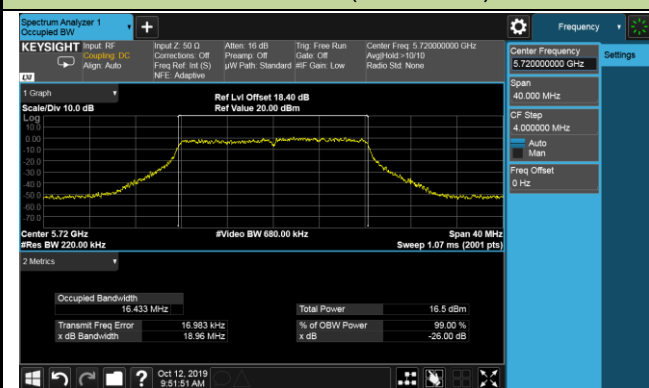 Spectrum Analyzer 1
Occupied BW
Frequency
KEYSIGHT
Input: RF
Coupling: DC
Align: Auto
Input Z: 50 Ω
Corrections: Off
Freq Ref: Int (S)
NFE: Adaptive
Atten: 16 dB
Preamp: Off
µW Path: Standard
Trig: Free Run
Gate: Off
#IF Gain: Low
Center Freq: 5.720000000 GHz
Avg|Hold:>10/10
Radio Std: None
LXI
1 Graph
Scale/Div 10.0 dB
Ref Lvl Offset 18.40 dB
Ref Value 20.00 dBm
Log
10.0
0.00
-10.0
-20.0
-30.0
-40.0
-50.0
-60.0
-70.0
Center 5.72 GHz
#Res BW 220.00 kHz
#Video BW 680.00 kHz
Span 40 MHz
Sweep 1.07 ms (2001 pts)
2 Metrics
Occupied Bandwidth
16.433 MHz
Transmit Freq Error 16.983 kHz
x dB Bandwidth 18.96 MHz
Total Power 16.5 dBm
% of OBW Power 99.00 %
x dB -26.00 dB
Oct 12, 2019
9:51:51 AM
Center Frequency
5.720000000 GHz
Settings
Span
40.000 MHz
CF Step
4.000000 MHz
Auto
Man
Freq Offset
0 Hz